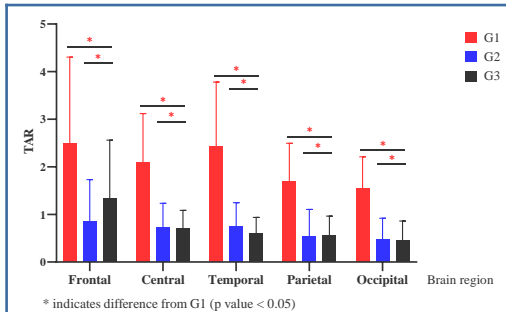 5
4
3
2
1
0
TAR
* *
* *
* *
* *
* *
G1
G2
G3
Frontal Central Temporal Parietal Occipital Brain region
* indicates difference from G1 (p value < 0.05)